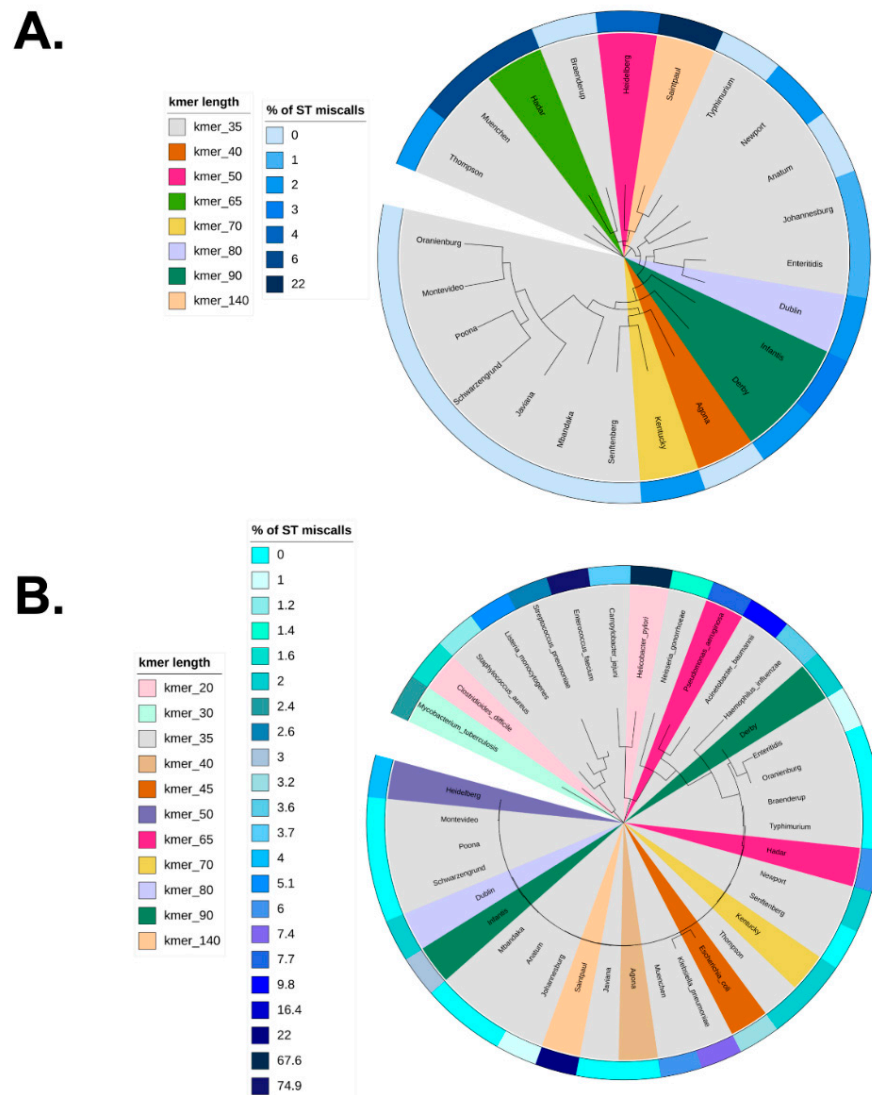 A.
kmer length
kmer_35
kmer_40
kmer_50
kmer_65
kmer_70
kmer_80
kmer_90
kmer_140
% of ST miscalls
0
1
2
3
4
6
22
Thompson
Muenchen
Hadar
Braenderup
Heidelberg
Saintpaul
Typhimurium
Newport
Anatum
Johannesburg
Enteritidis
Dublin
Infantis
Derby
Agona
Kentucky
Senftenberg
Mbandaka
Javiana
Schwarzengrund
Poona
Montevideo
Oranienburg
B.
kmer length
kmer_20
kmer_30
kmer_35
kmer_40
kmer_45
kmer_50
kmer_65
kmer_70
kmer_80
kmer_90
kmer_140
% of ST miscalls
0
1
1.2
1.4
1.6
2
2.4
2.6
3
3.2
3.6
3.7
4
5.1
6
7.4
7.7
9.8
16.4
22
67.6
74.9
Mycobacterium_tuberculosis
Clostridioides_difficile
Staphylococcus_aureus
Listeria_monocytogenes
Streptococcus_pneumoniae
Enterococcus_faecium
Campylobacter_jejuni
Helicobacter_pylori
Neisseria_gonorrhoeae
Pseudomonas_aeruginosa
Acinetobacter_baumannii
Haemophilus_influenzae
Derby
Enteritidis
Oranienburg
Braenderup
Typhimurium
Hadar
Newport
Senftenberg
Kentucky
Thompson
Escherichia_coli
Klebsiella_pneumoniae
Muenchen
Agona
Javiana
Saintpaul
Johannesburg
Anatum
Mbandaka
Infantis
Dublin
Schwarzengrund
Poona
Montevideo
Heidelberg